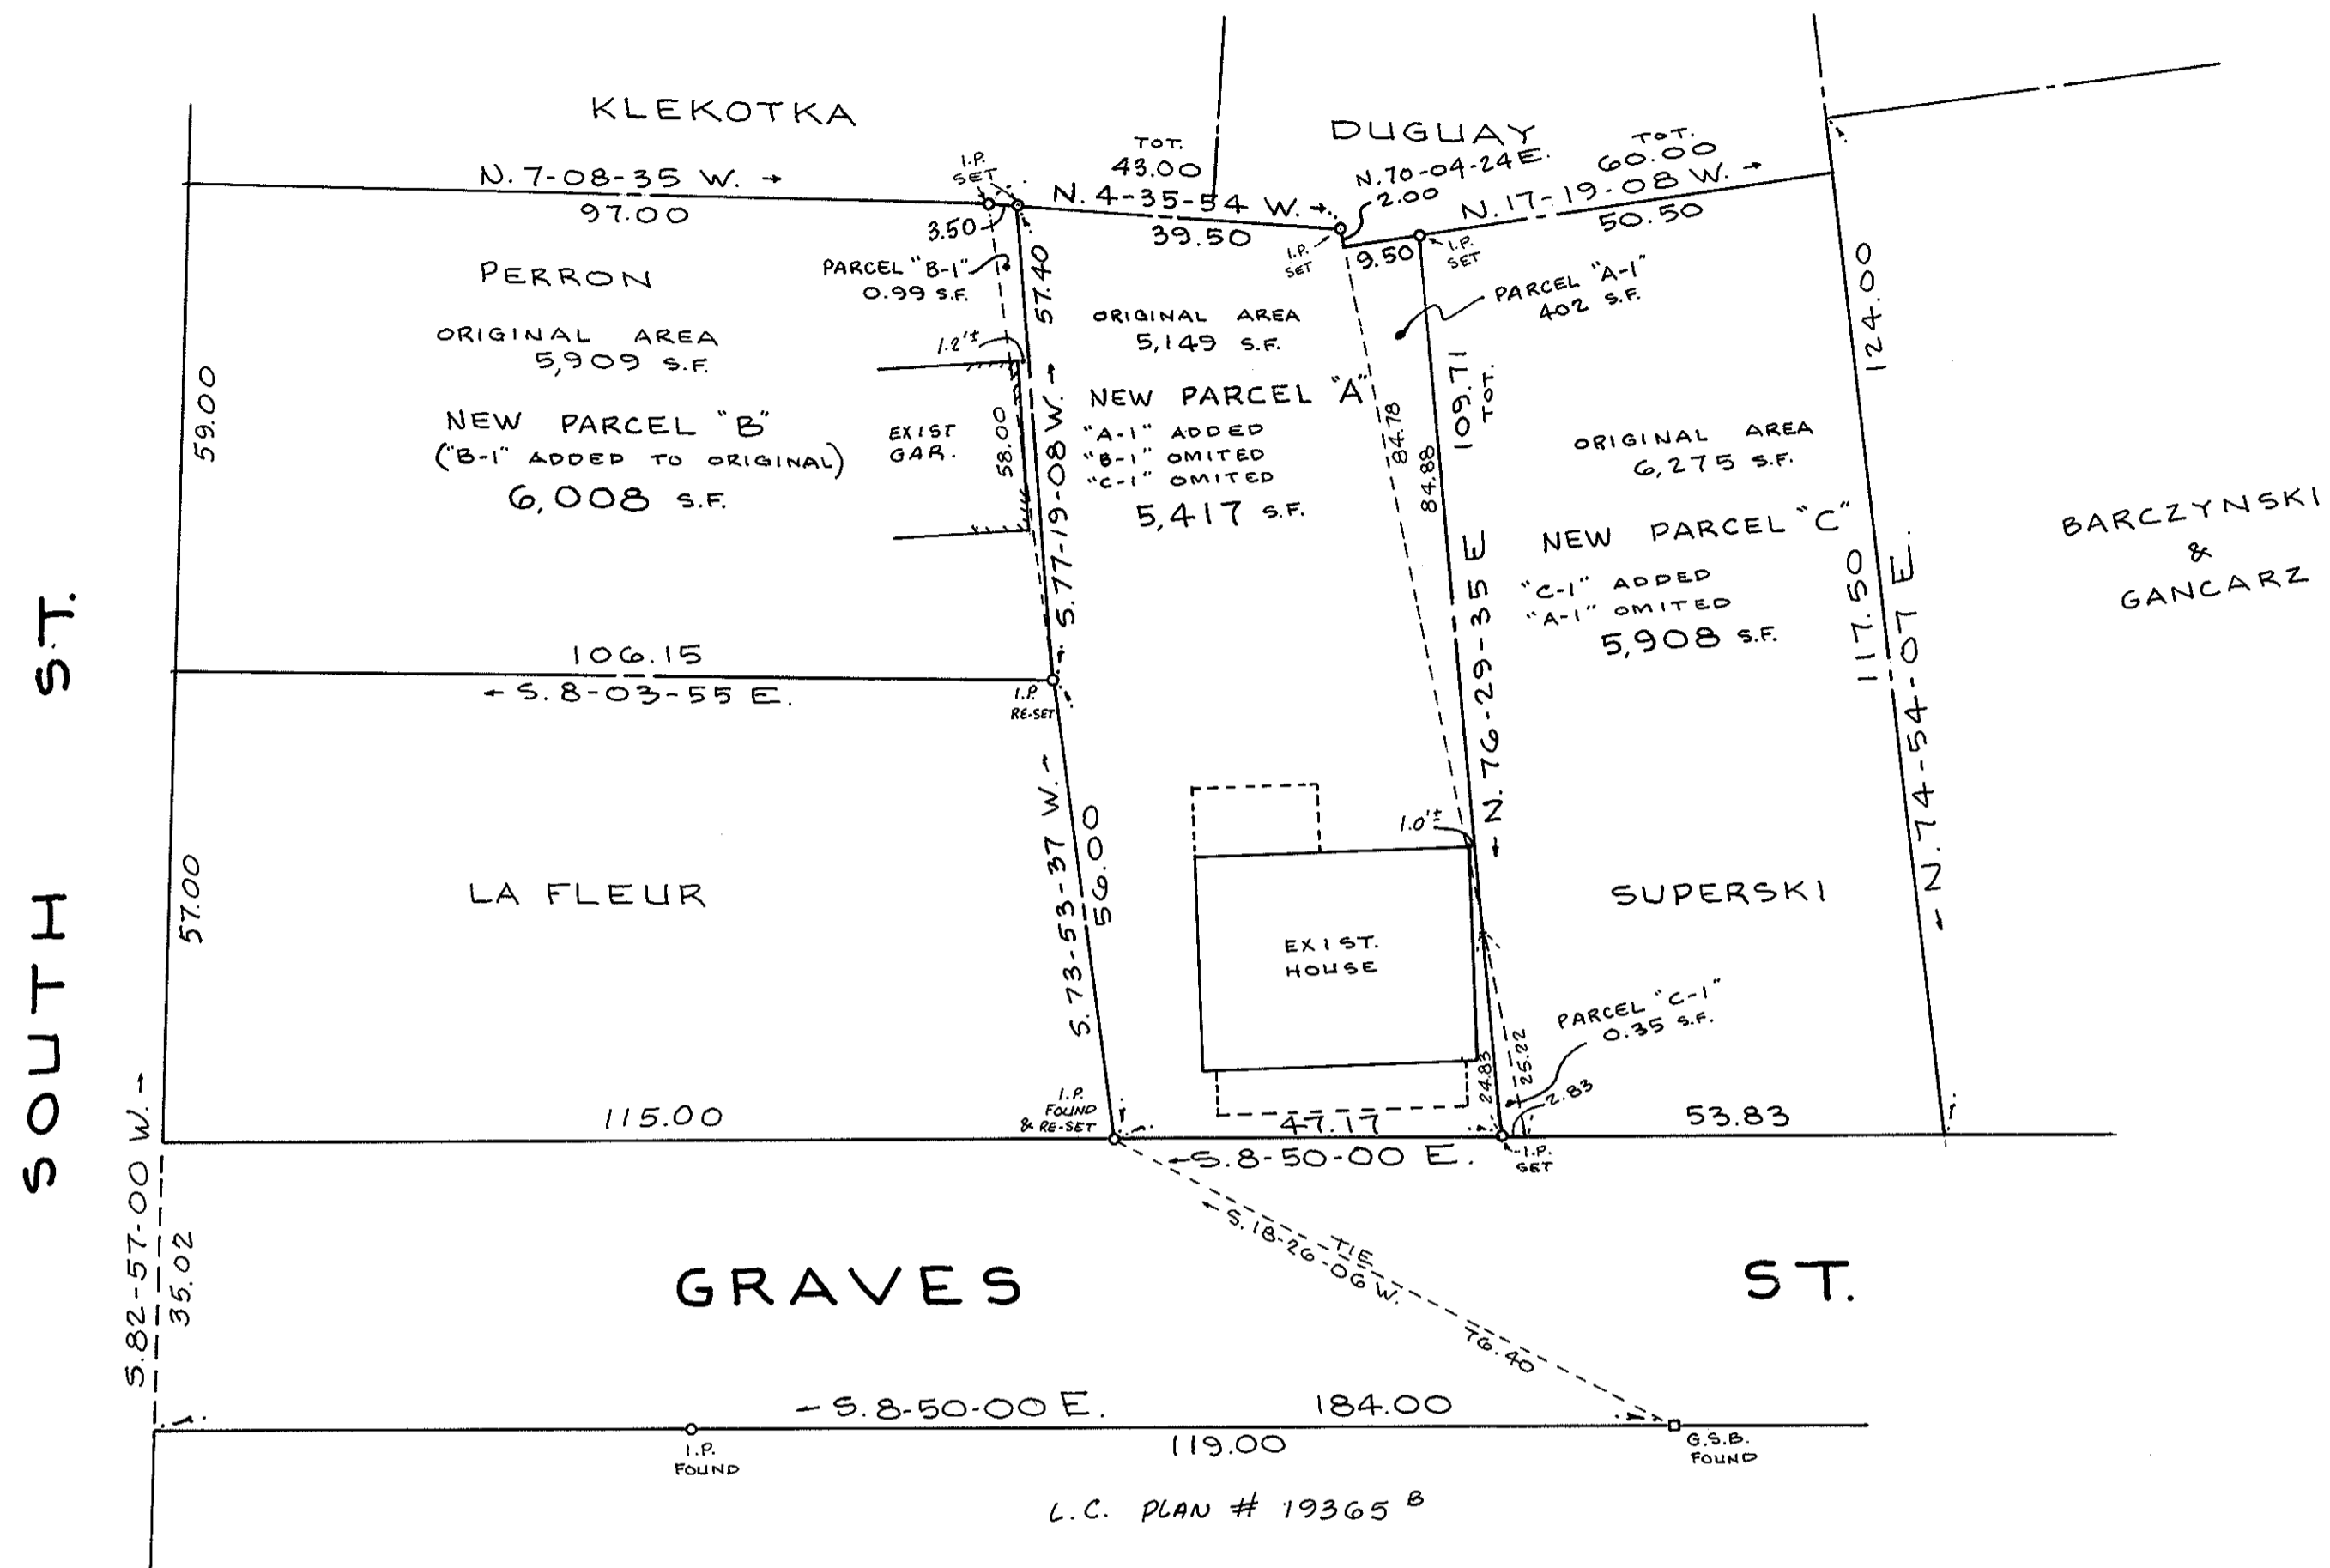 KLEKOTKA
N. 7-08-35 W.
97.00
I.P.
SET
TOT.
43.00
N. 4-35-54 W.
39.50
3.50
DUGUAY
N. 70-04-24 E.
2.00
TOT.
60.00
N. 17-19-08 W.
50.50
I.P.
SET
9.50
I.P.
SET
PERRON
ORIGINAL AREA
5,909 S.F.
NEW PARCEL "B"
("B-1" ADDED TO ORIGINAL)
6,008 S.F.
59.00
PARCEL "B-1"
0.99 S.F.
1.2'±
EXIST
GAR.
58.00
57.40
S. 77-19-08 W.
ORIGINAL AREA
5,149 S.F.
NEW PARCEL "A"
"A-1" ADDED
"B-1" OMITED
"C-1" OMITED
5,417 S.F.
PARCEL "A-1"
402 S.F.
84.78
84.88
109.71
TOT.
N. 76-29-35 E
ORIGINAL AREA
6,275 S.F.
NEW PARCEL "C"
"C-1" ADDED
"A-1" OMITED
5,908 S.F.
124.00
117.50
N. 74-54-07 E.
BARCZYNSKI
&
GANCARZ
106.15
S. 8-03-55 E.
I.P.
RE-SET
LA FLEUR
57.00
S. 73-53-37 W.
56.00
1.0'±
EXIST.
HOUSE
SUPERSKI
PARCEL "C-1"
0.35 S.F.
24.83
25.22
2.83
115.00
I.P.
FOUND
& RE-SET
47.17
S. 8-50-00 E.
I.P.
SET
53.83
SOUTH ST.
S. 82-57-00 W.
35.02
GRAVES ST.
TIE
S. 18-26-06 W.
76.40
S. 8-50-00 E.
184.00
119.00
I.P.
FOUND
G.S.B.
FOUND
L.C. PLAN # 19365 B